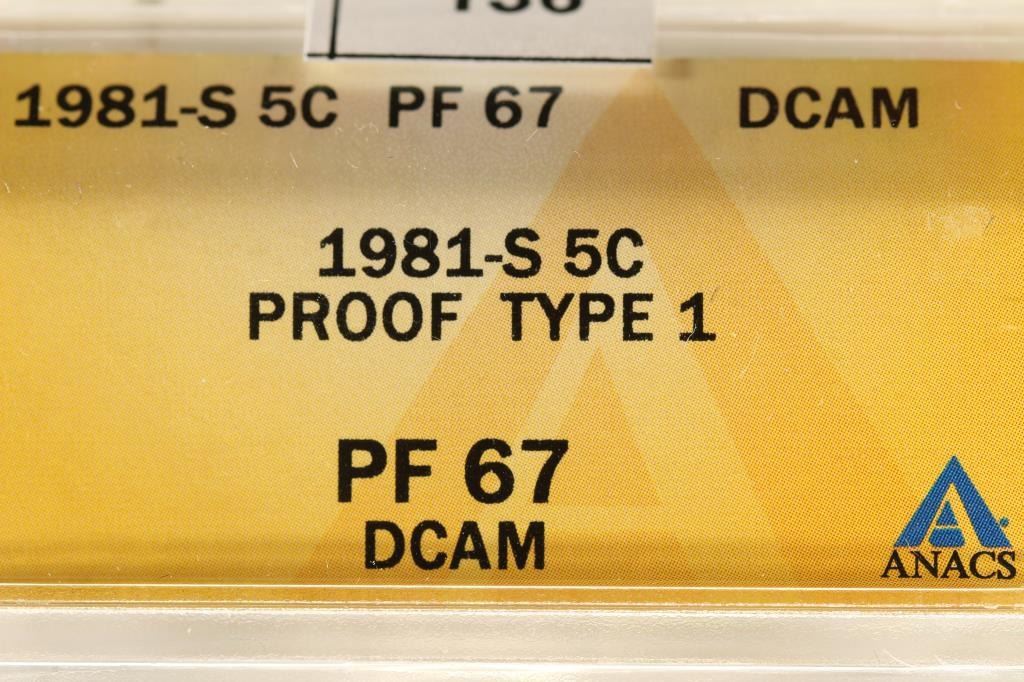 1981-S 5C PF 67 DCAM
1981-S 5C
PROOF TYPE 1
PF 67
DCAM
ANACS